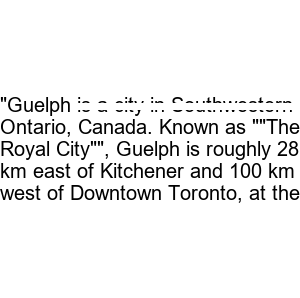 "Guelph is a city in Southwestern
Ontario, Canada. Known as ""The
Royal City"", Guelph is roughly 28
km east of Kitchener and 100 km
west of Downtown Toronto, at the